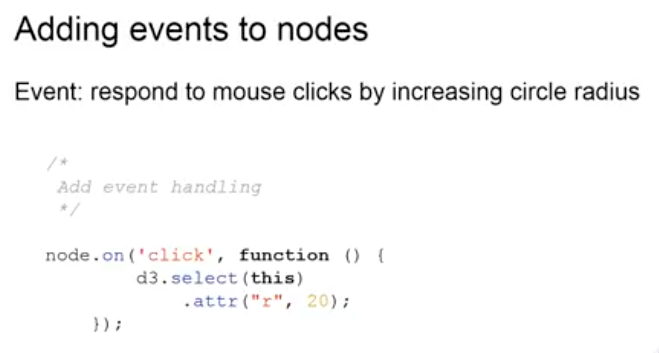 Adding events to nodes
Event: respond to mouse clicks by increasing circle radius
/*
Add event handling
*/
node.on('click', function () {
d3.select(this)
.attr("r", 20);
});